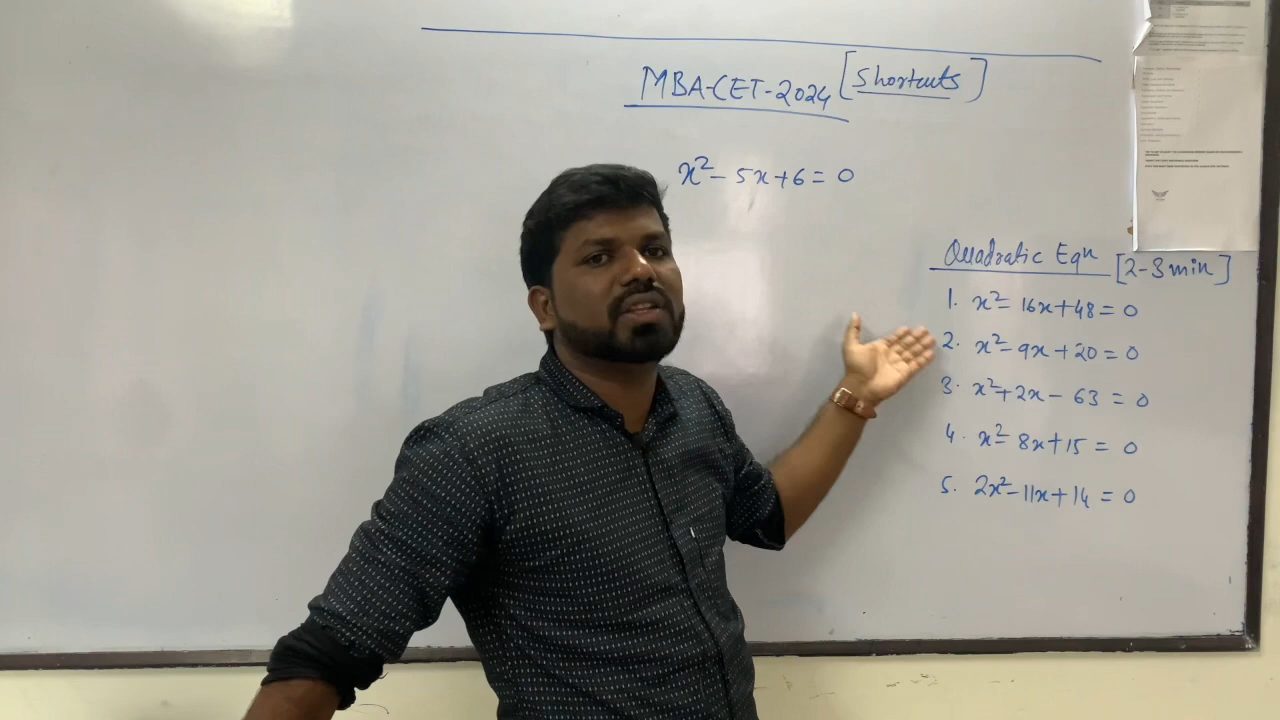 MBA-CET-2024 [Shortcuts]
x² - 5x + 6 = 0
Quadratic Eqn [2-3 min]
1. x² - 16x + 48 = 0
2. x² - 9x + 20 = 0
3. x² + 2x - 63 = 0
4. x² - 8x + 15 = 0
5. 2x² - 11x + 14 = 0